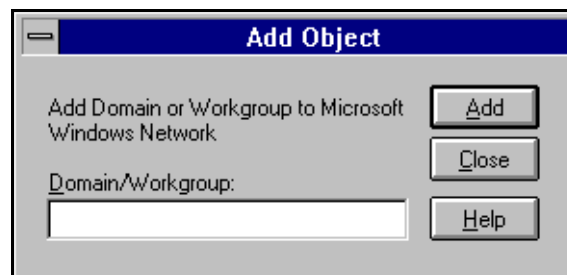 Add Object
Add Domain or Workgroup to Microsoft
Windows Network
Add
Close
Domain/Workgroup:
Help